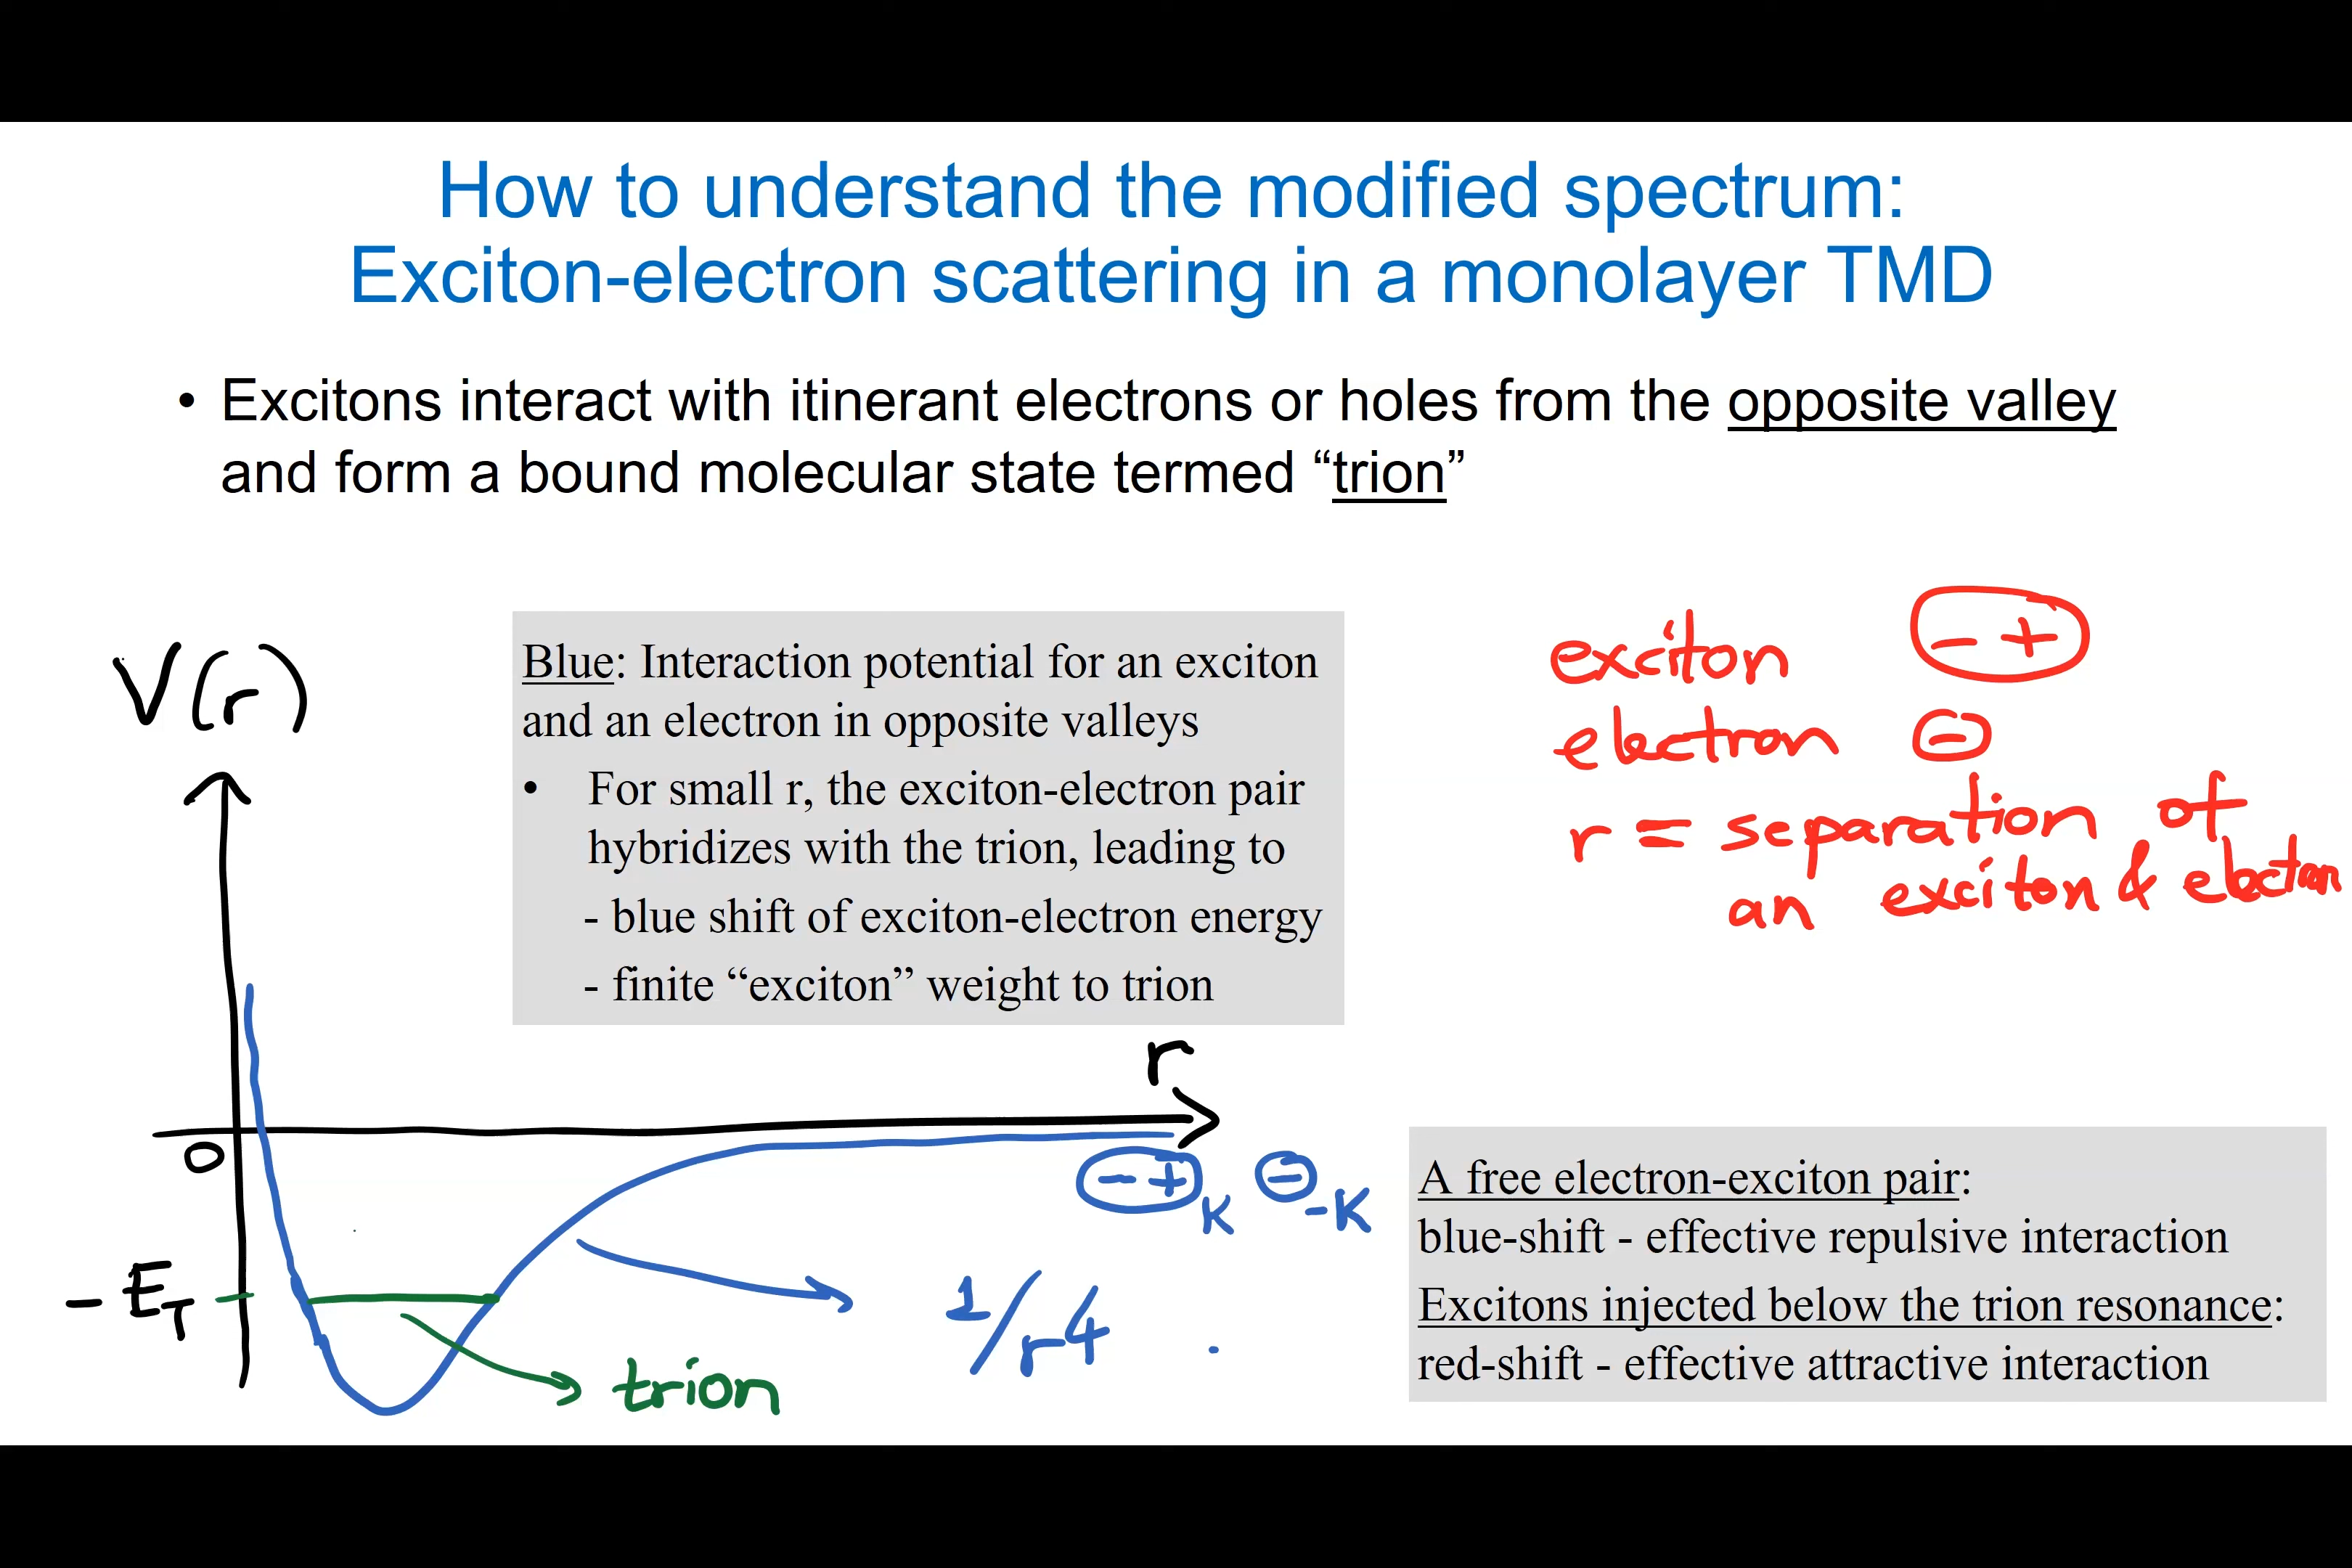 How to understand the modified spectrum:
Exciton-electron scattering in a monolayer TMD
• Excitons interact with itinerant electrons or holes from the opposite valley
and form a bound molecular state termed “trion”
V(r)
Blue: Interaction potential for an exciton
and an electron in opposite valleys
• For small r, the exciton-electron pair
hybridizes with the trion, leading to
- blue shift of exciton-electron energy
- finite “exciton” weight to trion
exciton - +
electron -
r = separation of
an exciton & electron
r
0
- + K - -K
- E_T
1/r4
trion
A free electron-exciton pair:
blue-shift - effective repulsive interaction
Excitons injected below the trion resonance:
red-shift - effective attractive interaction